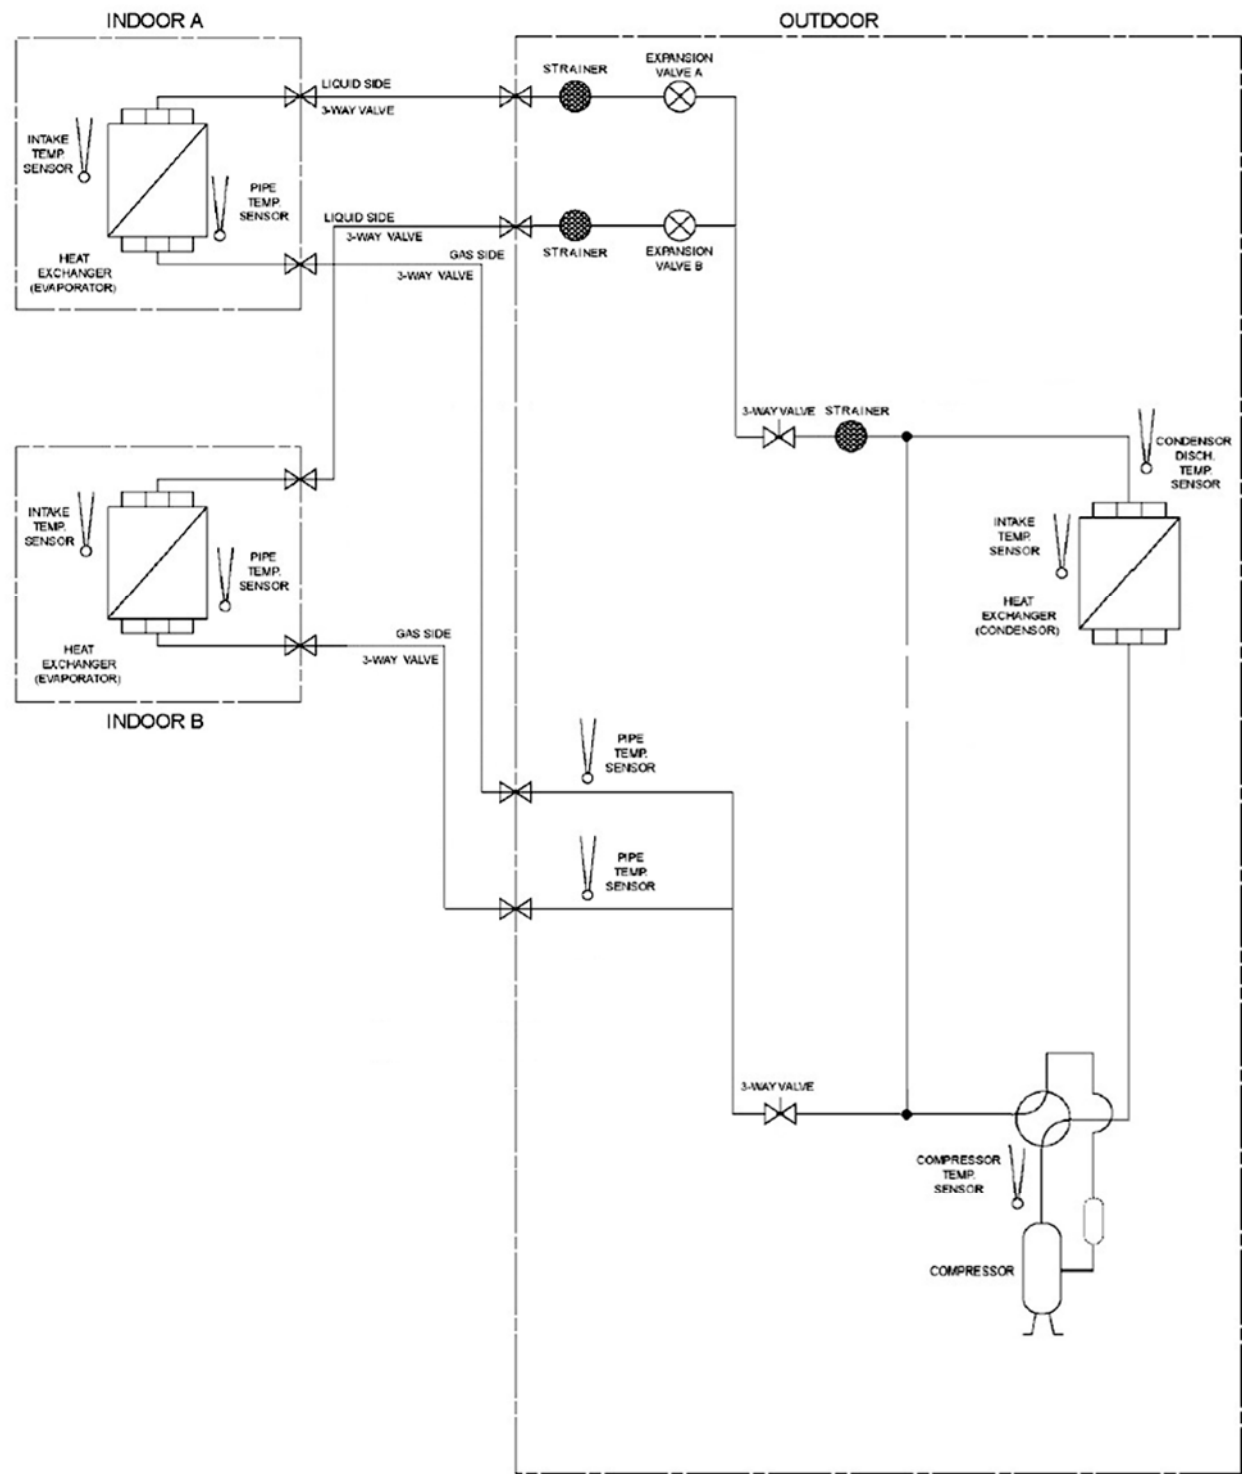 INDOOR A
OUTDOOR
LIQUID SIDE
3-WAY VALVE
STRAINER
EXPANSION
VALVE A
INTAKE
TEMP.
SENSOR
PIPE
TEMP.
SENSOR
LIQUID SIDE
3-WAY VALVE
STRAINER
EXPANSION
VALVE B
GAS SIDE
3-WAY VALVE
HEAT
EXCHANGER
(EVAPORATOR)
3-WAY VALVE
STRAINER
CONDENSOR
DISCH.
TEMP.
SENSOR
INTAKE
TEMP.
SENSOR
PIPE
TEMP.
SENSOR
INTAKE
TEMP.
SENSOR
HEAT
EXCHANGER
(CONDENSOR)
GAS SIDE
3-WAY VALVE
HEAT
EXCHANGER
(EVAPORATOR)
INDOOR B
PIPE
TEMP.
SENSOR
PIPE
TEMP.
SENSOR
3-WAY VALVE
COMPRESSOR
TEMP.
SENSOR
COMPRESSOR